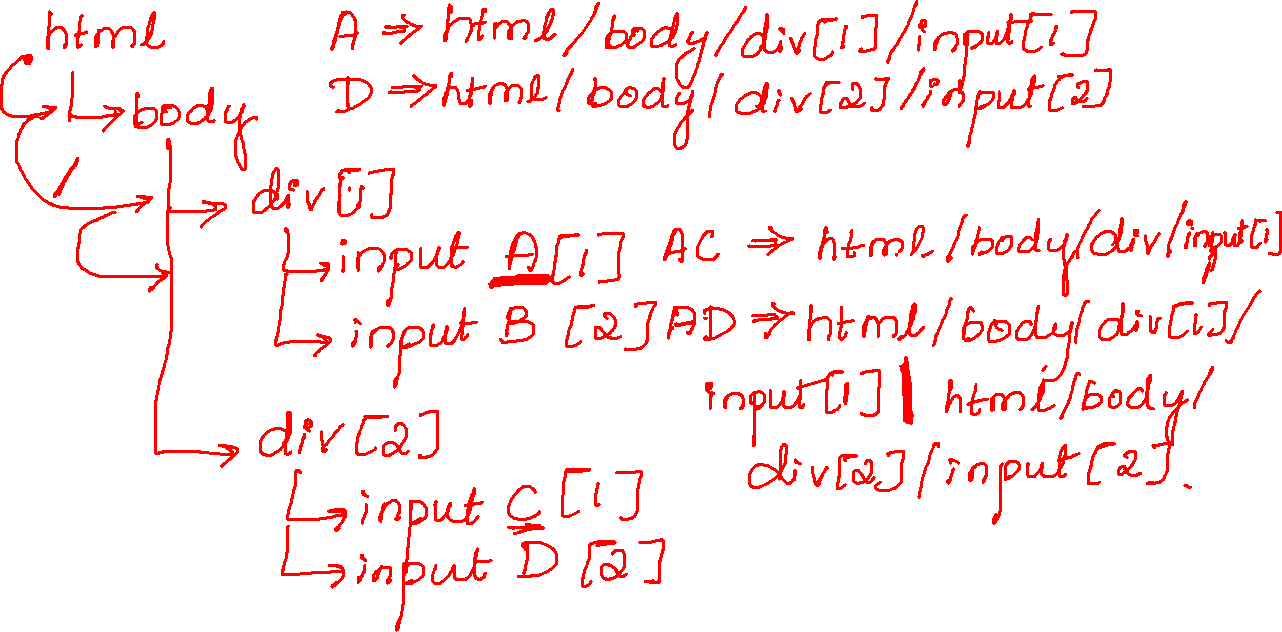 html
A ⇒ html/body/div[1]/input[1]
D ⇒ html/body/div[2]/input[2]
body
div[1]
input A[1]
AC ⇒ html/body/div/input[1]
input B [2]
AD ⇒ html/body/div[1]/
input[1] | html/body/
div[2]/input[2].
div[2]
input C [1]
input D [2]